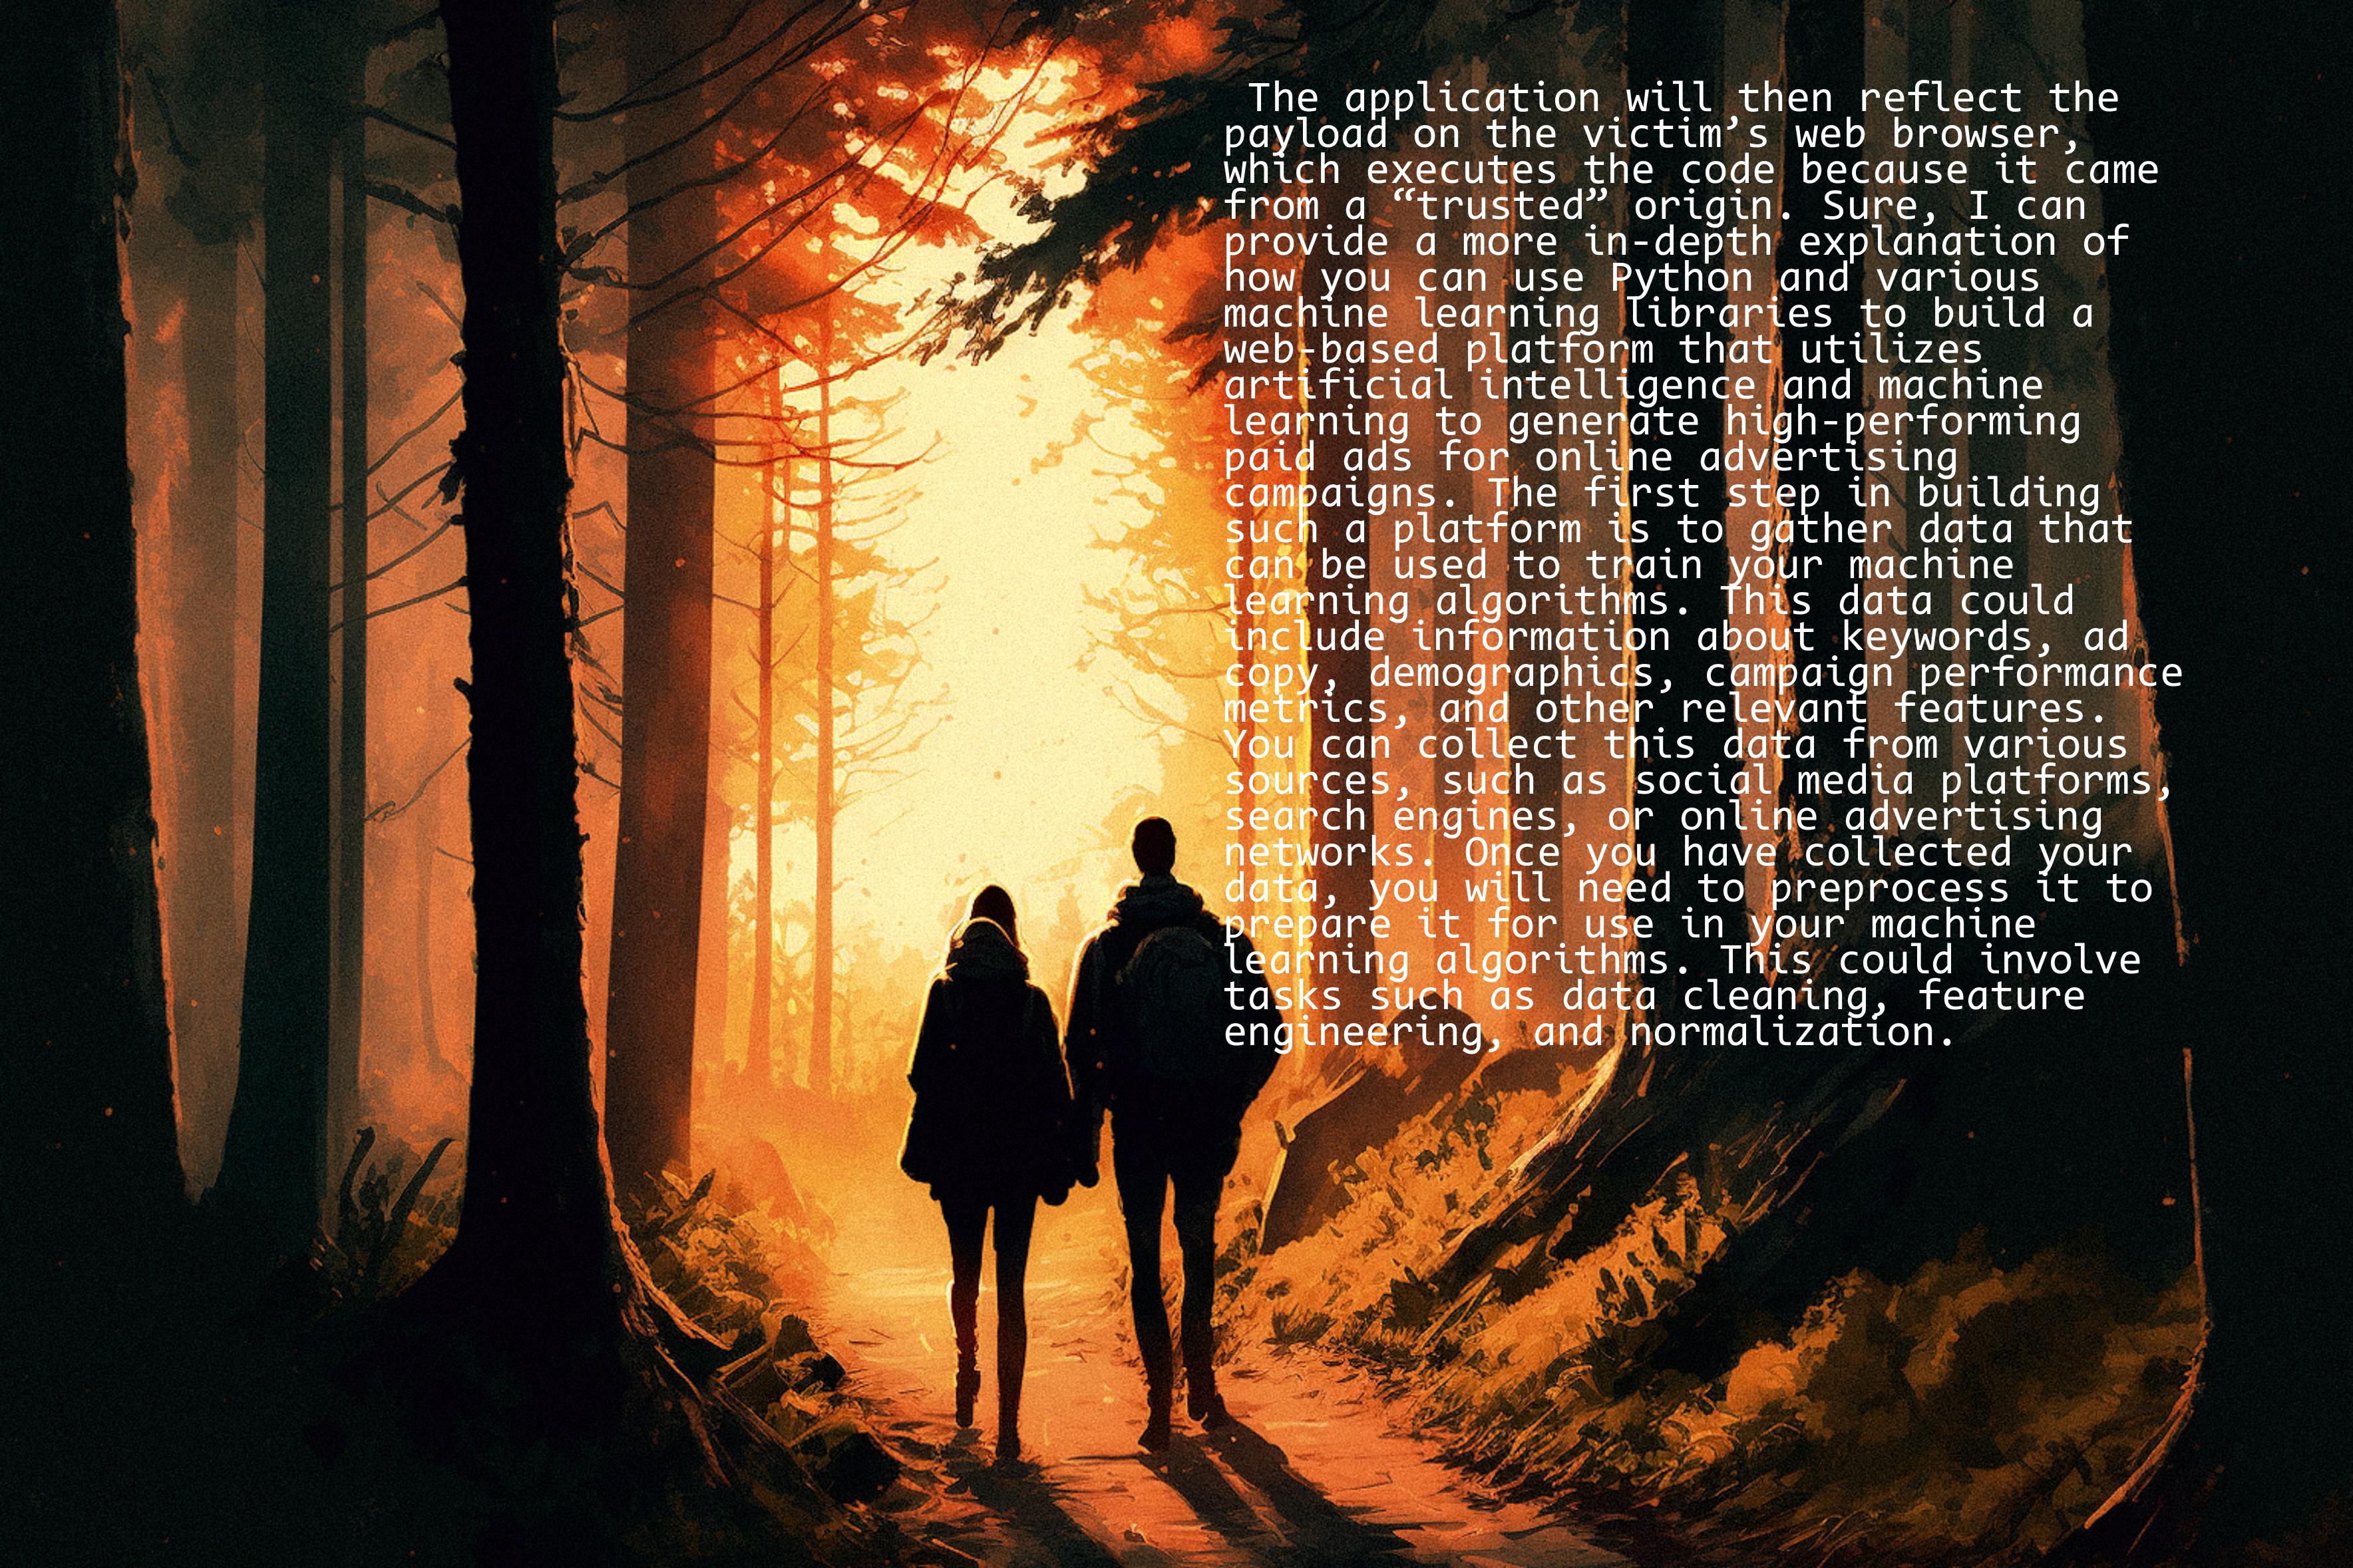 The application will then reflect the
payload on the victim’s web browser,
which executes the code because it came
from a “trusted” origin. Sure, I can
provide a more in-depth explanation of
how you can use Python and various
machine learning libraries to build a
web-based platform that utilizes
artificial intelligence and machine
learning to generate high-performing
paid ads for online advertising
campaigns. The first step in building
such a platform is to gather data that
can be used to train your machine
learning algorithms. This data could
include information about keywords, ad
copy, demographics, campaign performance
metrics, and other relevant features.
You can collect this data from various
sources, such as social media platforms,
search engines, or online advertising
networks. Once you have collected your
data, you will need to preprocess it to
prepare it for use in your machine
learning algorithms. This could involve
tasks such as data cleaning, feature
engineering, and normalization.